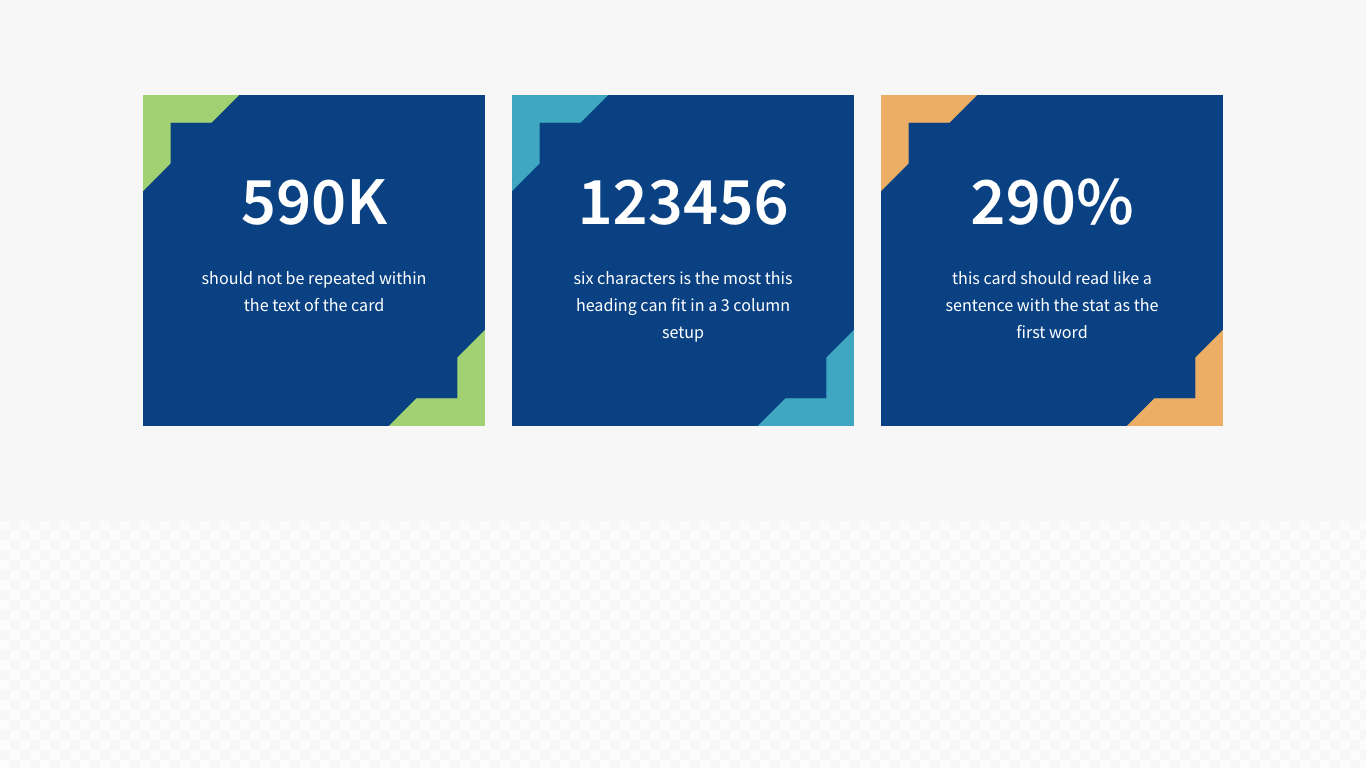 590K
should not be repeated within
the text of the card
123456
six characters is the most this
heading can fit in a 3 column
setup
290%
this card should read like a
sentence with the stat as the
first word